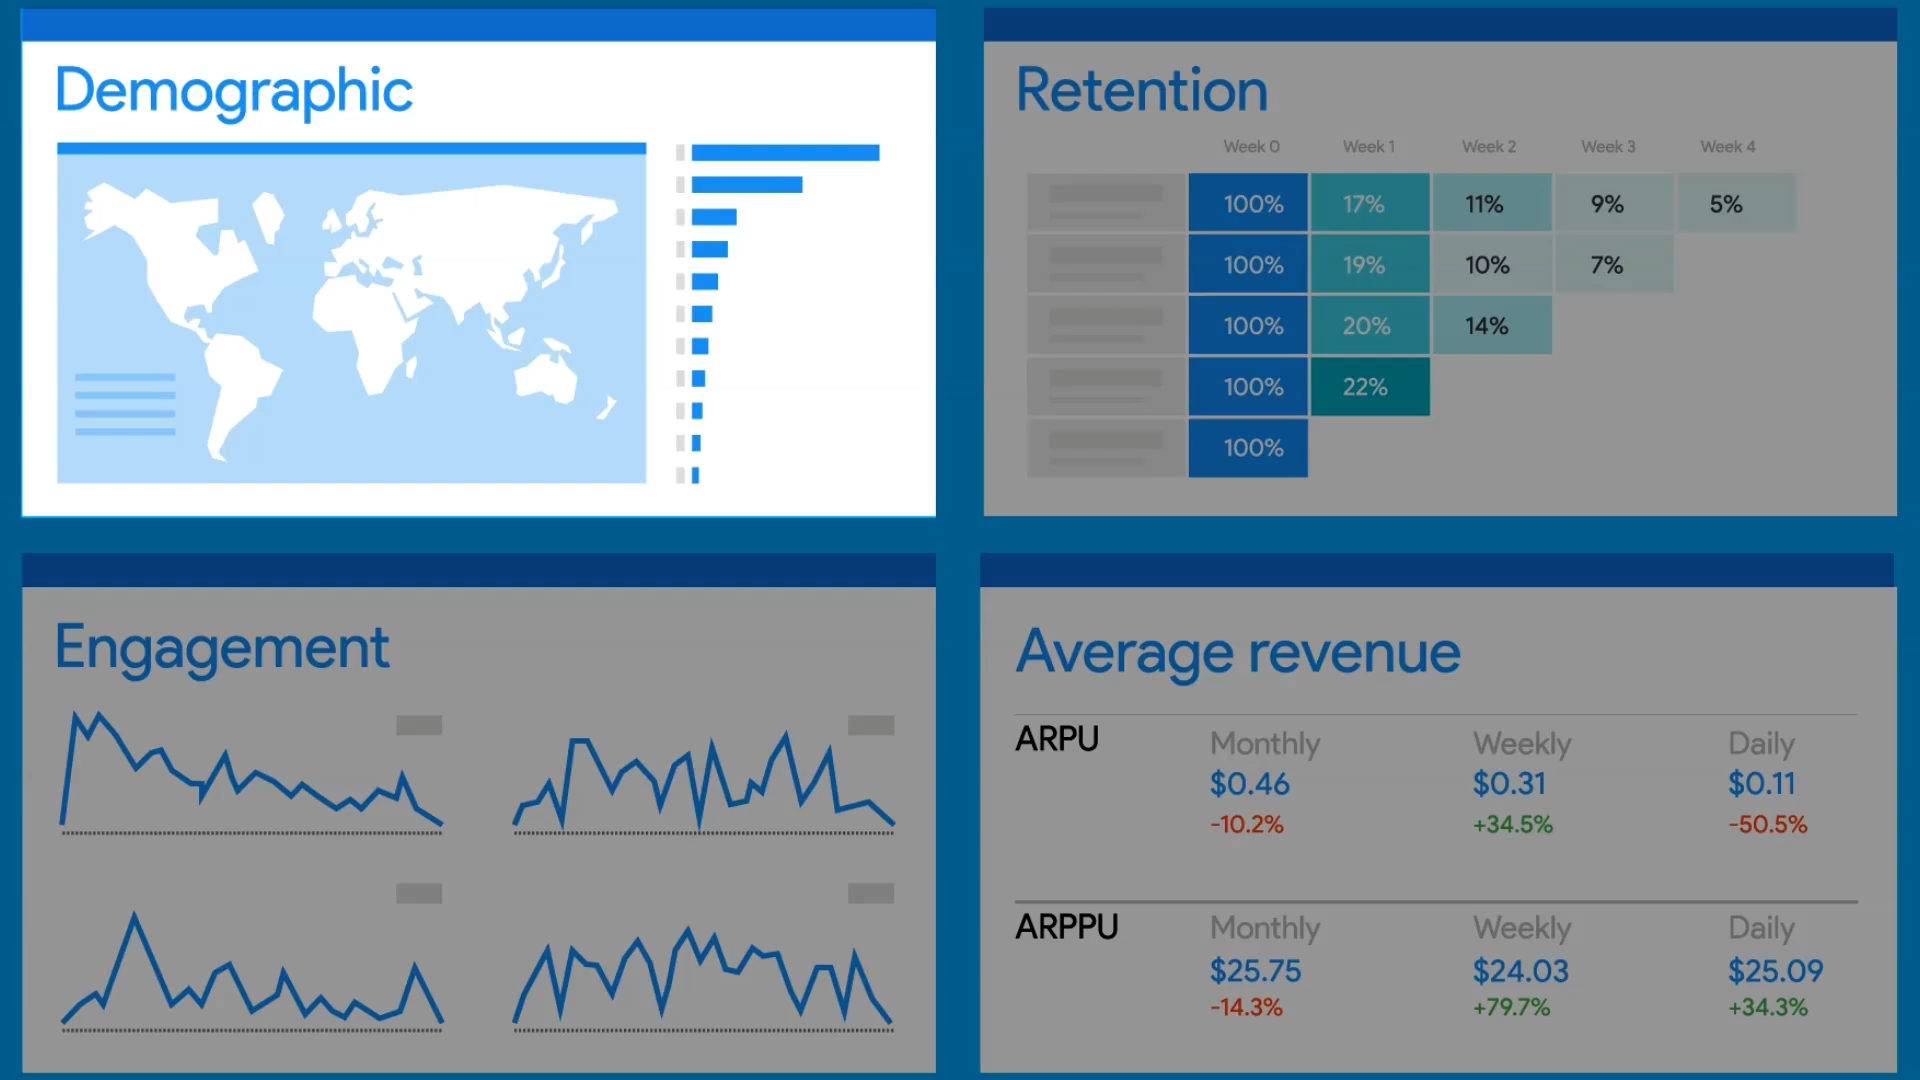 Demographic
Retention
Week 0 Week 1 Week 2 Week 3 Week 4
100% 17% 11% 9% 5%
100% 19% 10% 7%
100% 20% 14%
100% 22%
100%
Engagement
Average revenue
ARPU Monthly Weekly Daily
$0.46 $0.31 $0.11
-10.2% +34.5% -50.5%
ARPPU Monthly Weekly Daily
$25.75 $24.03 $25.09
-14.3% +79.7% +34.3%